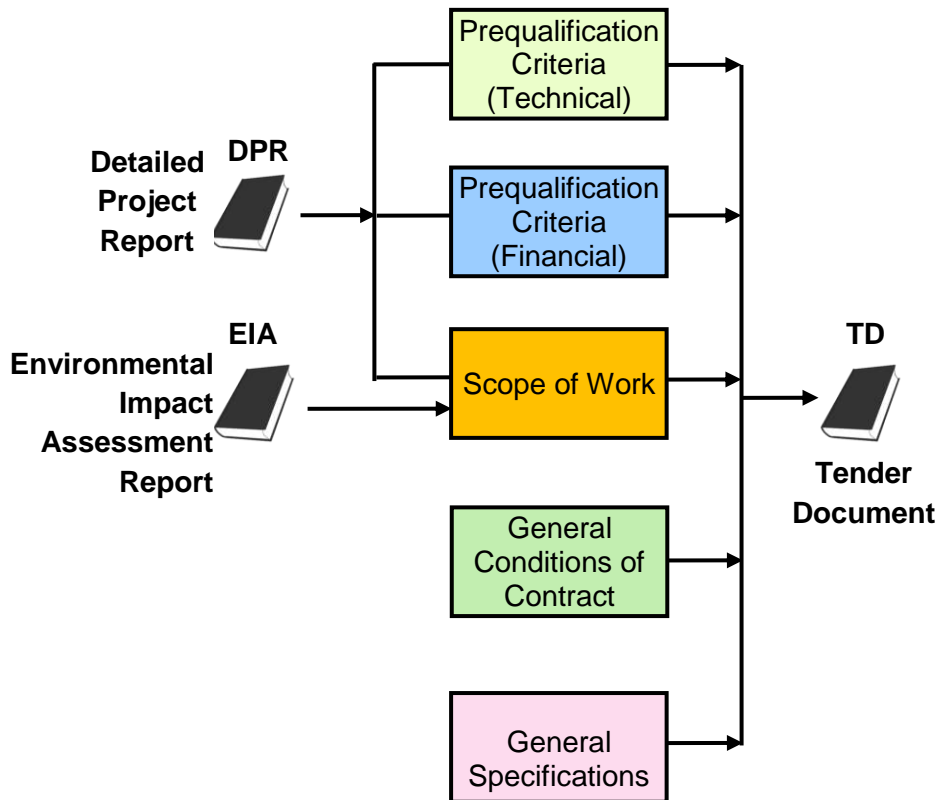 Prequalification
Criteria
(Technical)
DPR
Detailed
Project
Report
Prequalification
Criteria
(Financial)
EIA
Environmental
Impact
Assessment
Report
Scope of Work
TD
Tender
Document
General
Conditions of
Contract
General
Specifications